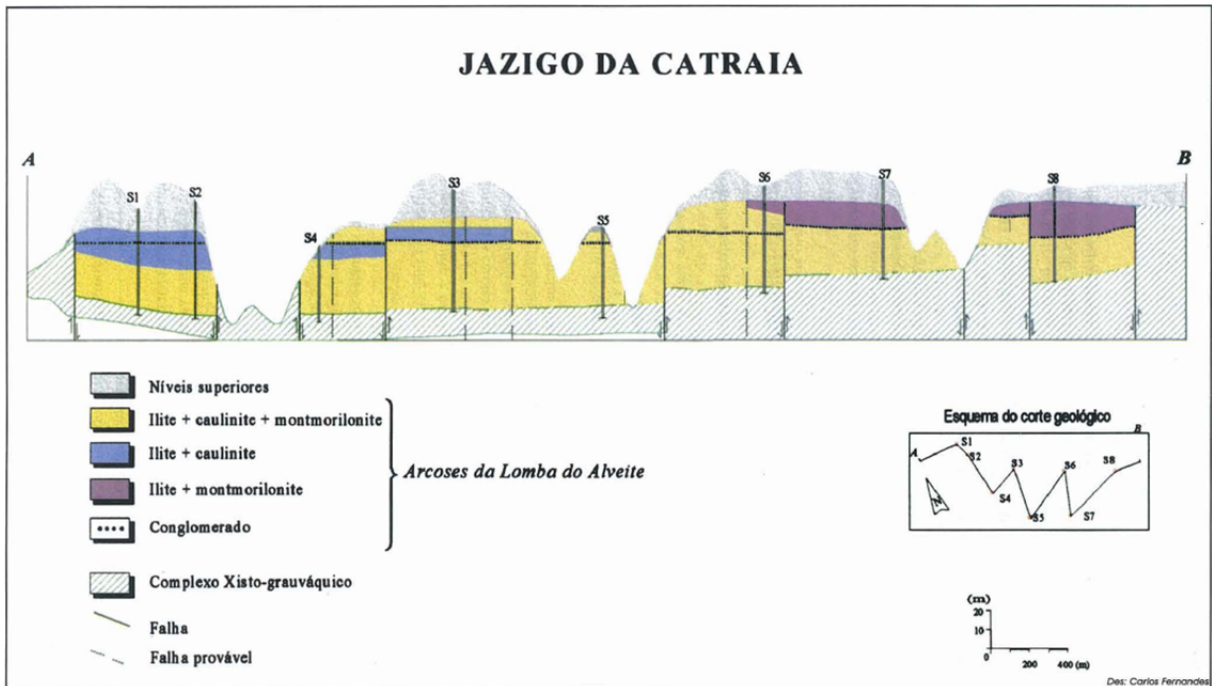 JAZIGO DA CATRAIA
A
B
S1
S2
S3
S4
S5
S6
S7
S8
Níveis superiores
Ilite + caulinite + montmorilonite
Ilite + caulinite
Ilite + montmorilonite
Conglomerado
Arcoses da Lomba do Alveite
Complexo Xisto-grauváquico
Falha
Falha provável
Esquema do corte geológico
A
B
S1
S2
S3
S4
S5
S6
S7
S8
N
(m)
20
10
0
200
400 (m)
Des: Carlos Fernandes